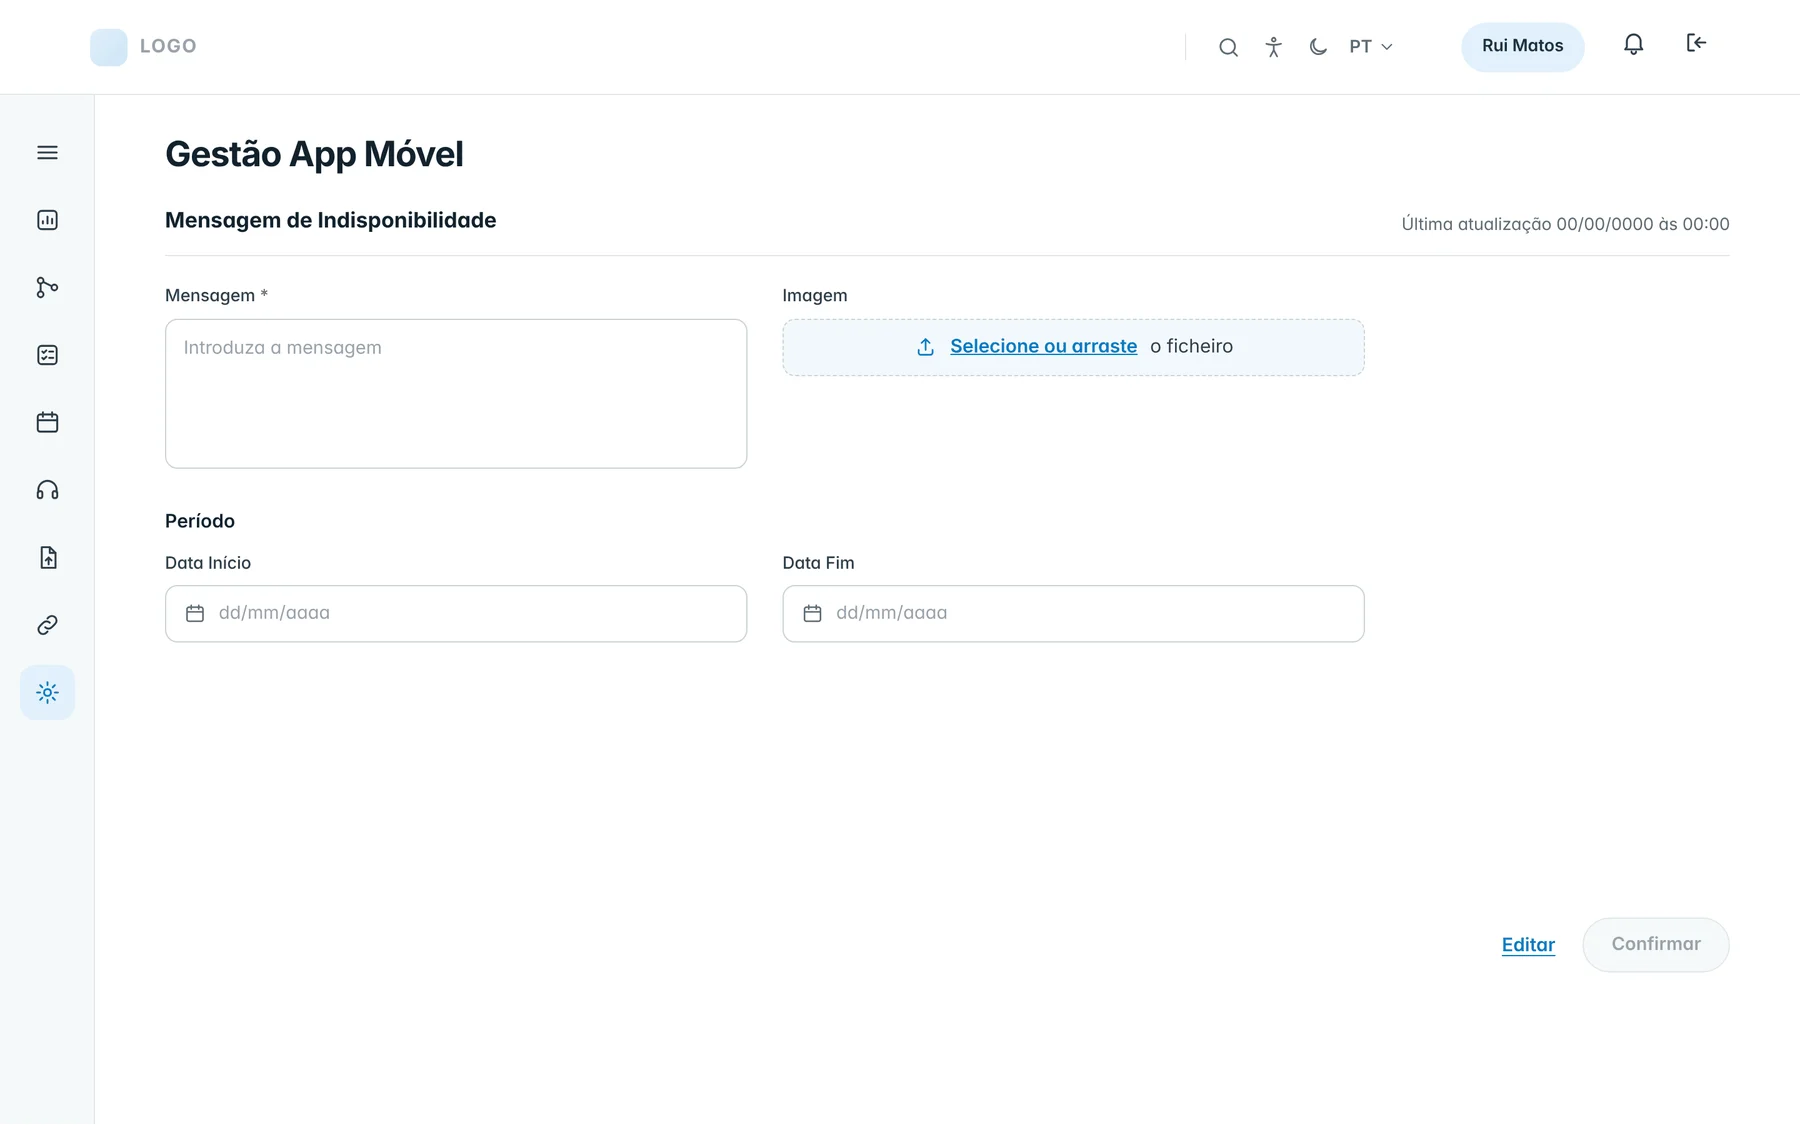 LOGO
PT
Rui Matos
Gestão App Móvel
Mensagem de Indisponibilidade
Última atualização 00/00/0000 às 00:00
Mensagem *
Imagem
Introduza a mensagem
Selecione ou arraste o ficheiro
Período
Data Início
Data Fim
dd/mm/aaaa
dd/mm/aaaa
Editar
Confirmar